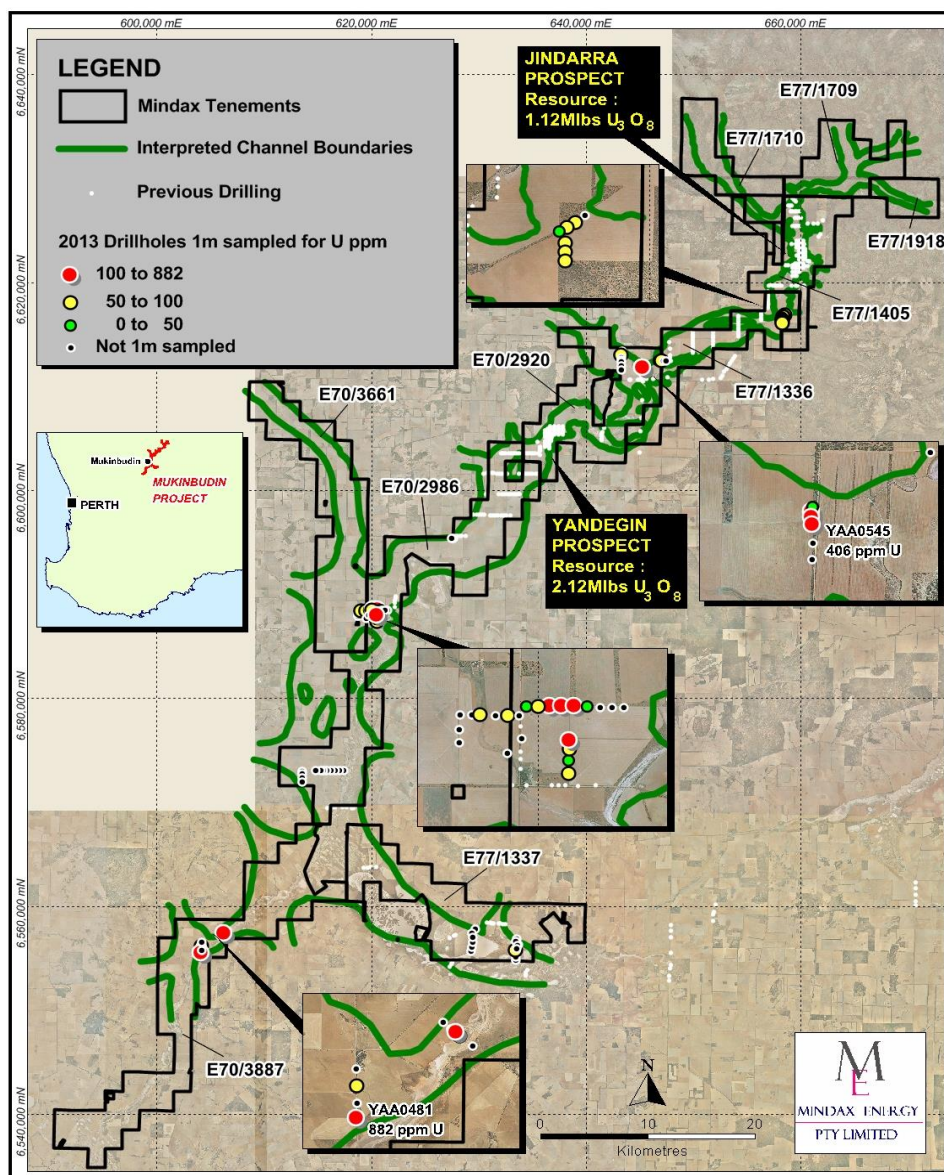 600,000 mE
620,000 mE
640,000 mE
660,000 mE
6,640,000 mN
6,620,000 mN
6,600,000 mN
6,580,000 mN
6,560,000 mN
6,540,000 mN
LEGEND
Mindax Tenements
Interpreted Channel Boundaries
Previous Drilling
2013 Drillholes 1m sampled for U ppm
100 to 882
50 to 100
0 to 50
Not 1m sampled
JINDARRA
PROSPECT
Resource :
1.12Mlbs U3 O8
E77/1709
E77/1710
E77/1918
E77/1405
E70/2920
E77/1336
E70/3661
E70/2986
Mukinbudin
MUKINBUDIN
PROJECT
PERTH
YANDEGIN
PROSPECT
Resource :
2.12Mlbs U3 O8
YAA0545
406 ppm U
E77/1337
E70/3887
YAA0481
882 ppm U
N
0 10 20
Kilometres
M
E
MINDAX ENERGY
PTY LIMITED